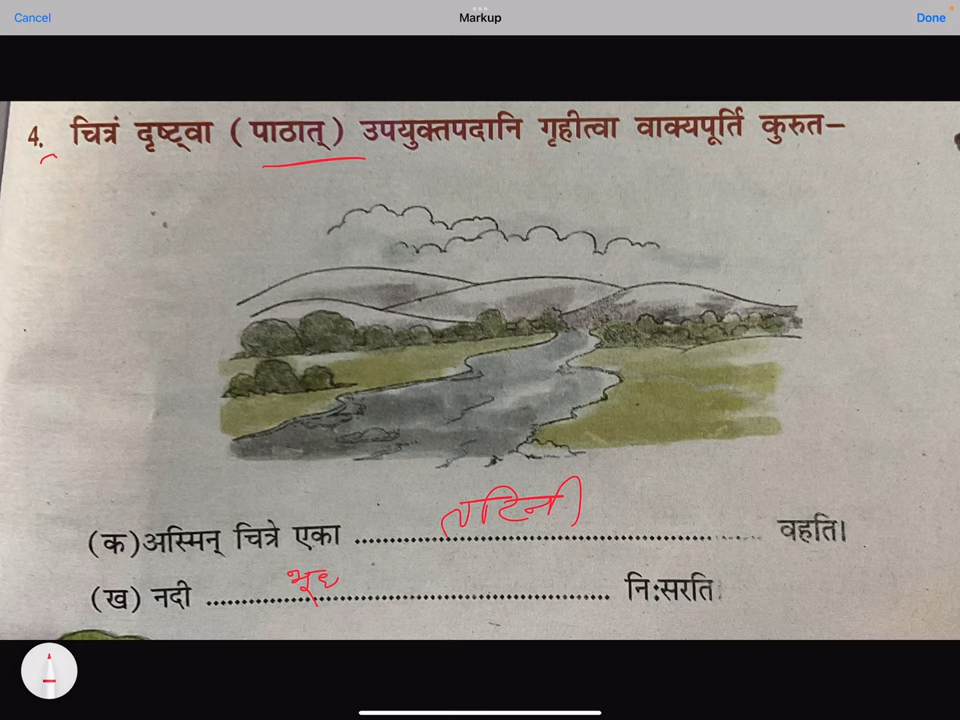 Cancel Markup Done
4. चित्रं दृष्ट्वा (पाठात्) उपयुक्तपदानि गृहीत्वा वाक्यपूर्ति कुरुत–
तटिनी
(क) अस्मिन् चित्रे एका .......................................................... वहति।
भूध
(ख) नदी .......................................................... नि:सरति